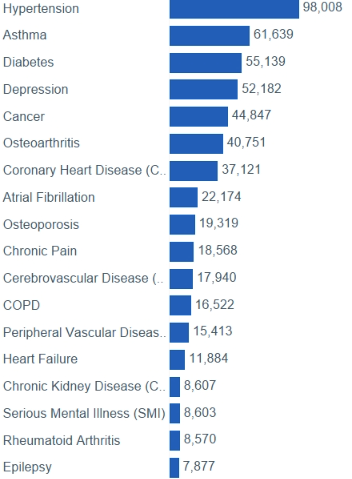 Hypertension 98,008
Asthma 61,639
Diabetes 55,139
Depression 52,182
Cancer 44,847
Osteoarthritis 40,751
Coronary Heart Disease (C.. 37,121
Atrial Fibrillation 22,174
Osteoporosis 19,319
Chronic Pain 18,568
Cerebrovascular Disease (.. 17,940
COPD 16,522
Peripheral Vascular Diseas.. 15,413
Heart Failure 11,884
Chronic Kidney Disease (C.. 8,607
Serious Mental Illness (SMI) 8,603
Rheumatoid Arthritis 8,570
Epilepsy 7,877